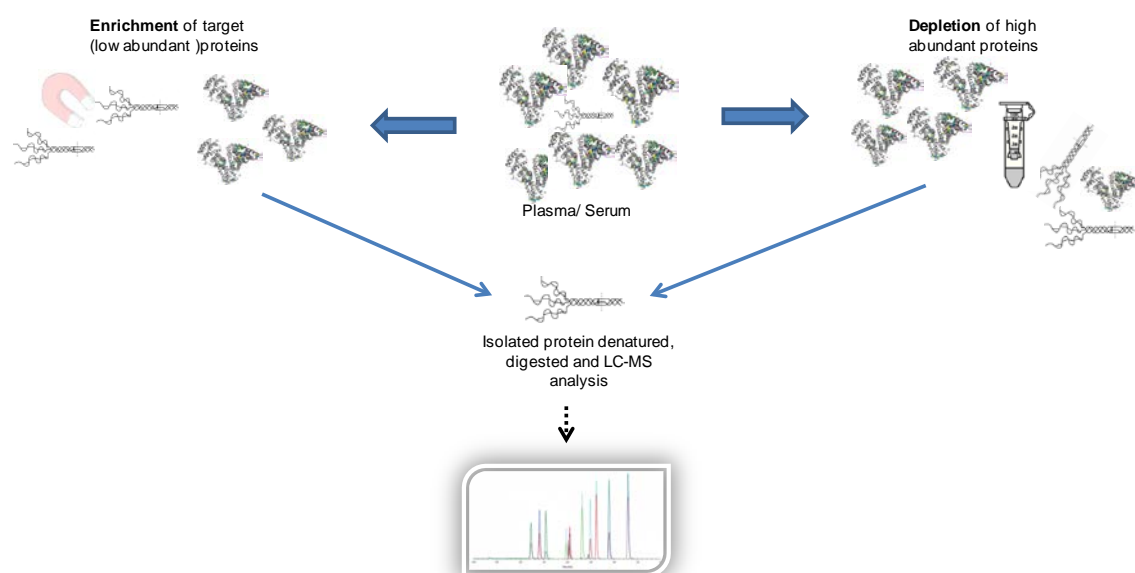 Enrichment of target
(low abundant )proteins
Depletion of high
abundant proteins
Plasma/ Serum
Isolated protein denatured,
digested and LC-MS
analysis